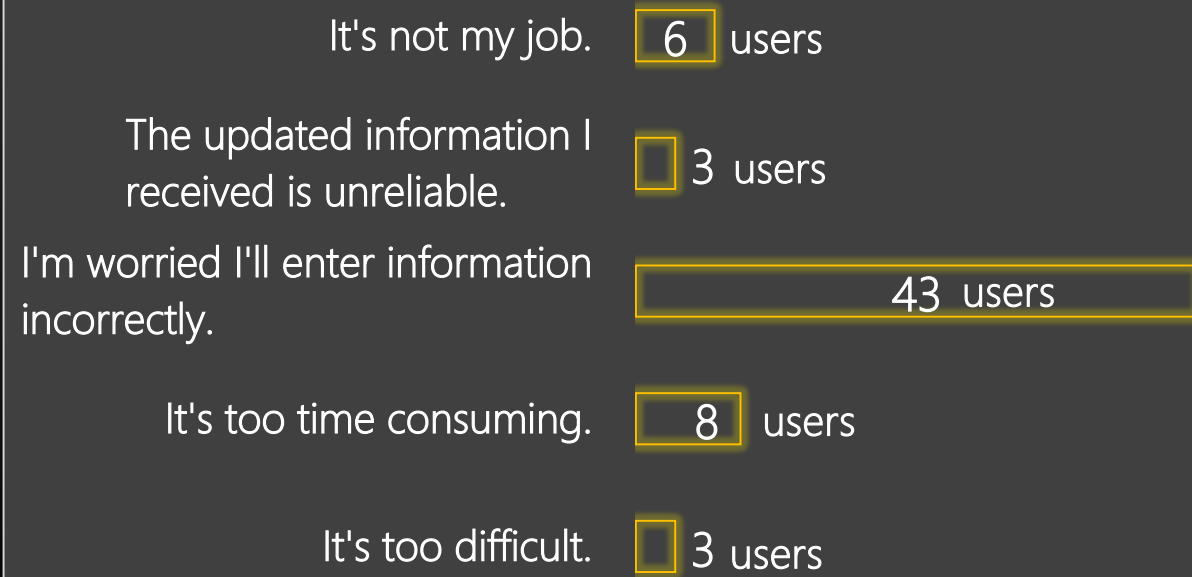 It's not my job. 6 users
The updated information I
received is unreliable. 3 users
I'm worried I'll enter information
incorrectly. 43 users
It's too time consuming. 8 users
It's too difficult. 3 users